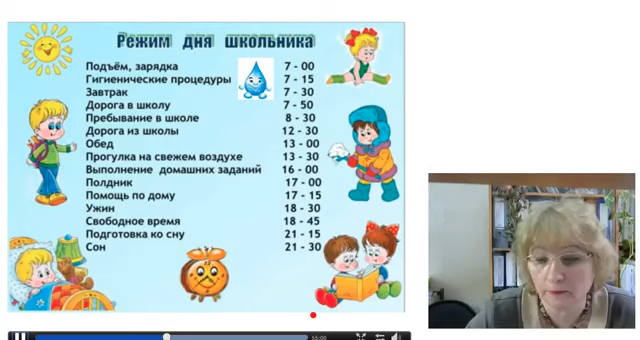 Режим дня школьника
Подъём, зарядка 7 - 00
Гигиенические процедуры 7 - 15
Завтрак 7 - 30
Дорога в школу 7 - 50
Пребывание в школе 8 - 30
Дорога из школы 12 - 30
Обед 13 - 00
Прогулка на свежем воздухе 13 - 30
Выполнение домашних заданий 16 - 00
Полдник 17 - 00
Помощь по дому 17 - 15
Ужин 18 - 30
Свободное время 18 - 45
Подготовка ко сну 21 - 15
Сон 21 - 30
55:00